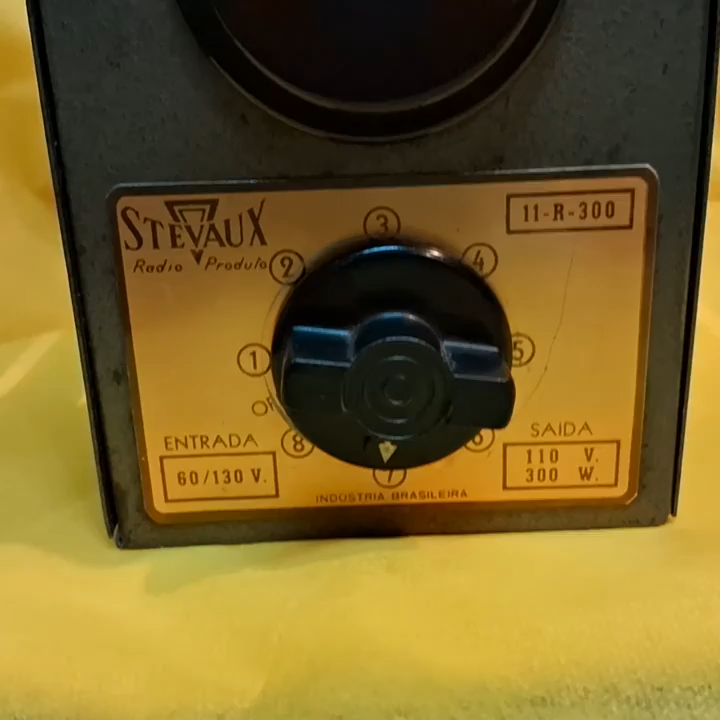 STEVAUX
Radio Produto
11-R-300
3
2
4
1
5
8
6
7
ENTRADA
60/130 V.
SAIDA
110 V.
300 W.
INDÚSTRIA BRASILEIRA